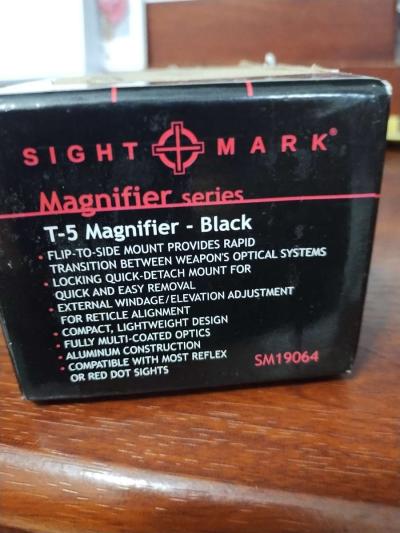 SIGHT MARK®
Magnifier series
T-5 Magnifier - Black
• FLIP-TO-SIDE MOUNT PROVIDES RAPID
TRANSITION BETWEEN WEAPON'S OPTICAL SYSTEMS
• LOCKING QUICK-DETACH MOUNT FOR
QUICK AND EASY REMOVAL
• EXTERNAL WINDAGE/ELEVATION ADJUSTMENT
FOR RETICLE ALIGNMENT
• COMPACT, LIGHTWEIGHT DESIGN
• FULLY MULTI-COATED OPTICS
• ALUMINUM CONSTRUCTION
• COMPATIBLE WITH MOST REFLEX
OR RED DOT SIGHTS
SM19064